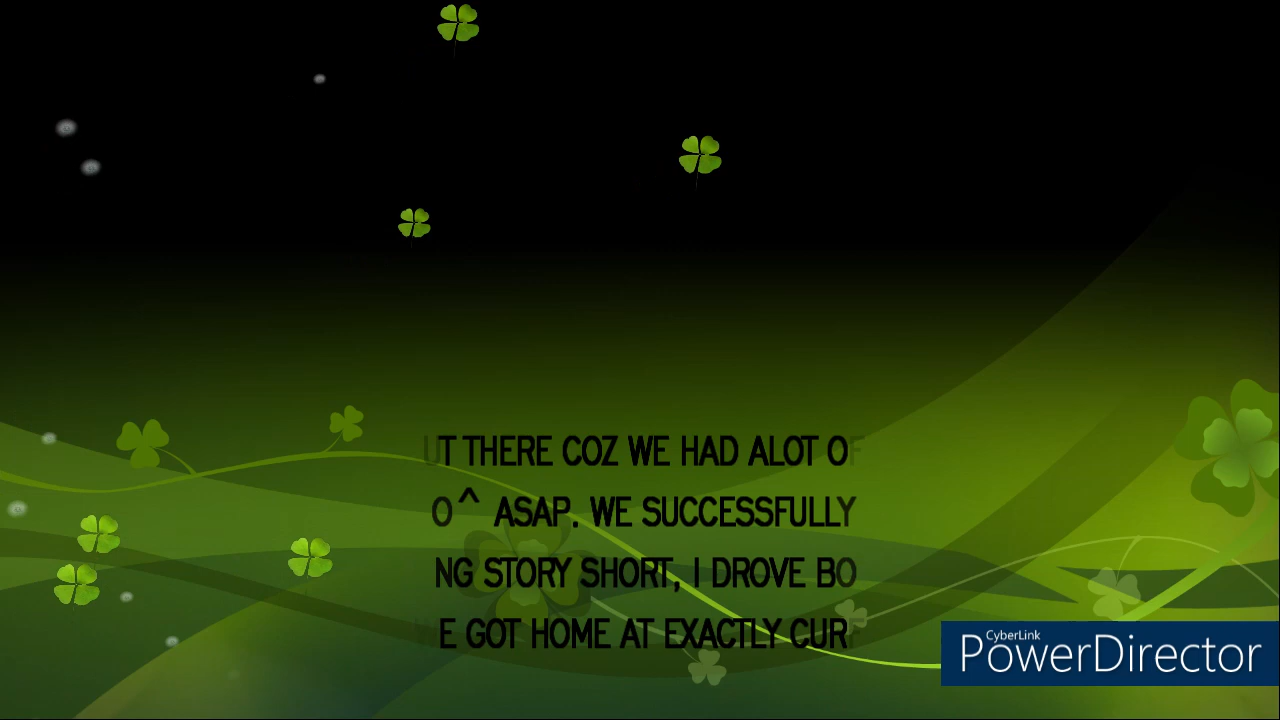 UT THERE COZ WE HAD ALOT OF
O^ ASAP. WE SUCCESSFULLY
NG STORY SHORT, I DROVE BO
E GOT HOME AT EXACTLY CUR
CyberLink
PowerDirector